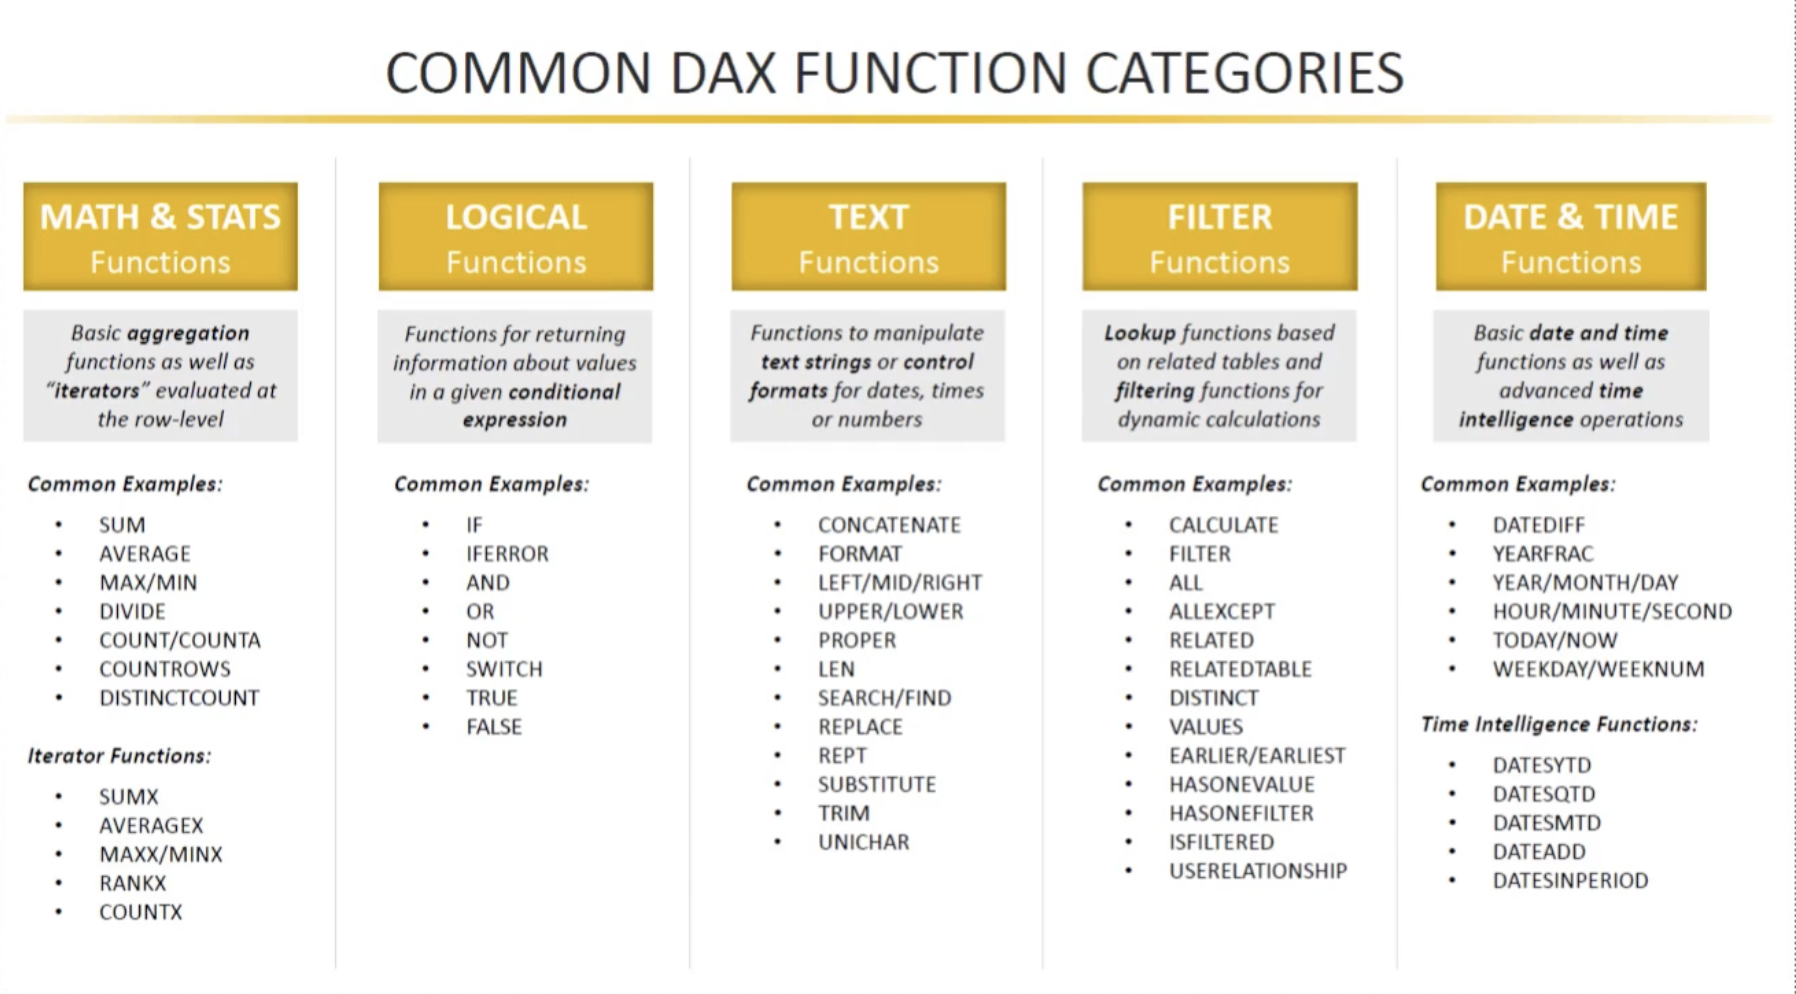 COMMON DAX FUNCTION CATEGORIES
MATH & STATS
Functions
Basic aggregation
functions as well as
“iterators” evaluated at
the row-level
Common Examples:
• SUM
• AVERAGE
• MAX/MIN
• DIVIDE
• COUNT/COUNTA
• COUNTROWS
• DISTINCTCOUNT
Iterator Functions:
• SUMX
• AVERAGEX
• MAXX/MINX
• RANKX
• COUNTX
LOGICAL
Functions
Functions for returning
information about values
in a given conditional
expression
Common Examples:
• IF
• IFERROR
• AND
• OR
• NOT
• SWITCH
• TRUE
• FALSE
TEXT
Functions
Functions to manipulate
text strings or control
formats for dates, times
or numbers
Common Examples:
• CONCATENATE
• FORMAT
• LEFT/MID/RIGHT
• UPPER/LOWER
• PROPER
• LEN
• SEARCH/FIND
• REPLACE
• REPT
• SUBSTITUTE
• TRIM
• UNICHAR
FILTER
Functions
Lookup functions based
on related tables and
filtering functions for
dynamic calculations
Common Examples:
• CALCULATE
• FILTER
• ALL
• ALLEXCEPT
• RELATED
• RELATEDTABLE
• DISTINCT
• VALUES
• EARLIER/EARLIEST
• HASONEVALUE
• HASONEFILTER
• ISFILTERED
• USERELATIONSHIP
DATE & TIME
Functions
Basic date and time
functions as well as
advanced time
intelligence operations
Common Examples:
• DATEDIFF
• YEARFRAC
• YEAR/MONTH/DAY
• HOUR/MINUTE/SECOND
• TODAY/NOW
• WEEKDAY/WEEKNUM
Time Intelligence Functions:
• DATESYTD
• DATESQTD
• DATESMTD
• DATEADD
• DATESINPERIOD